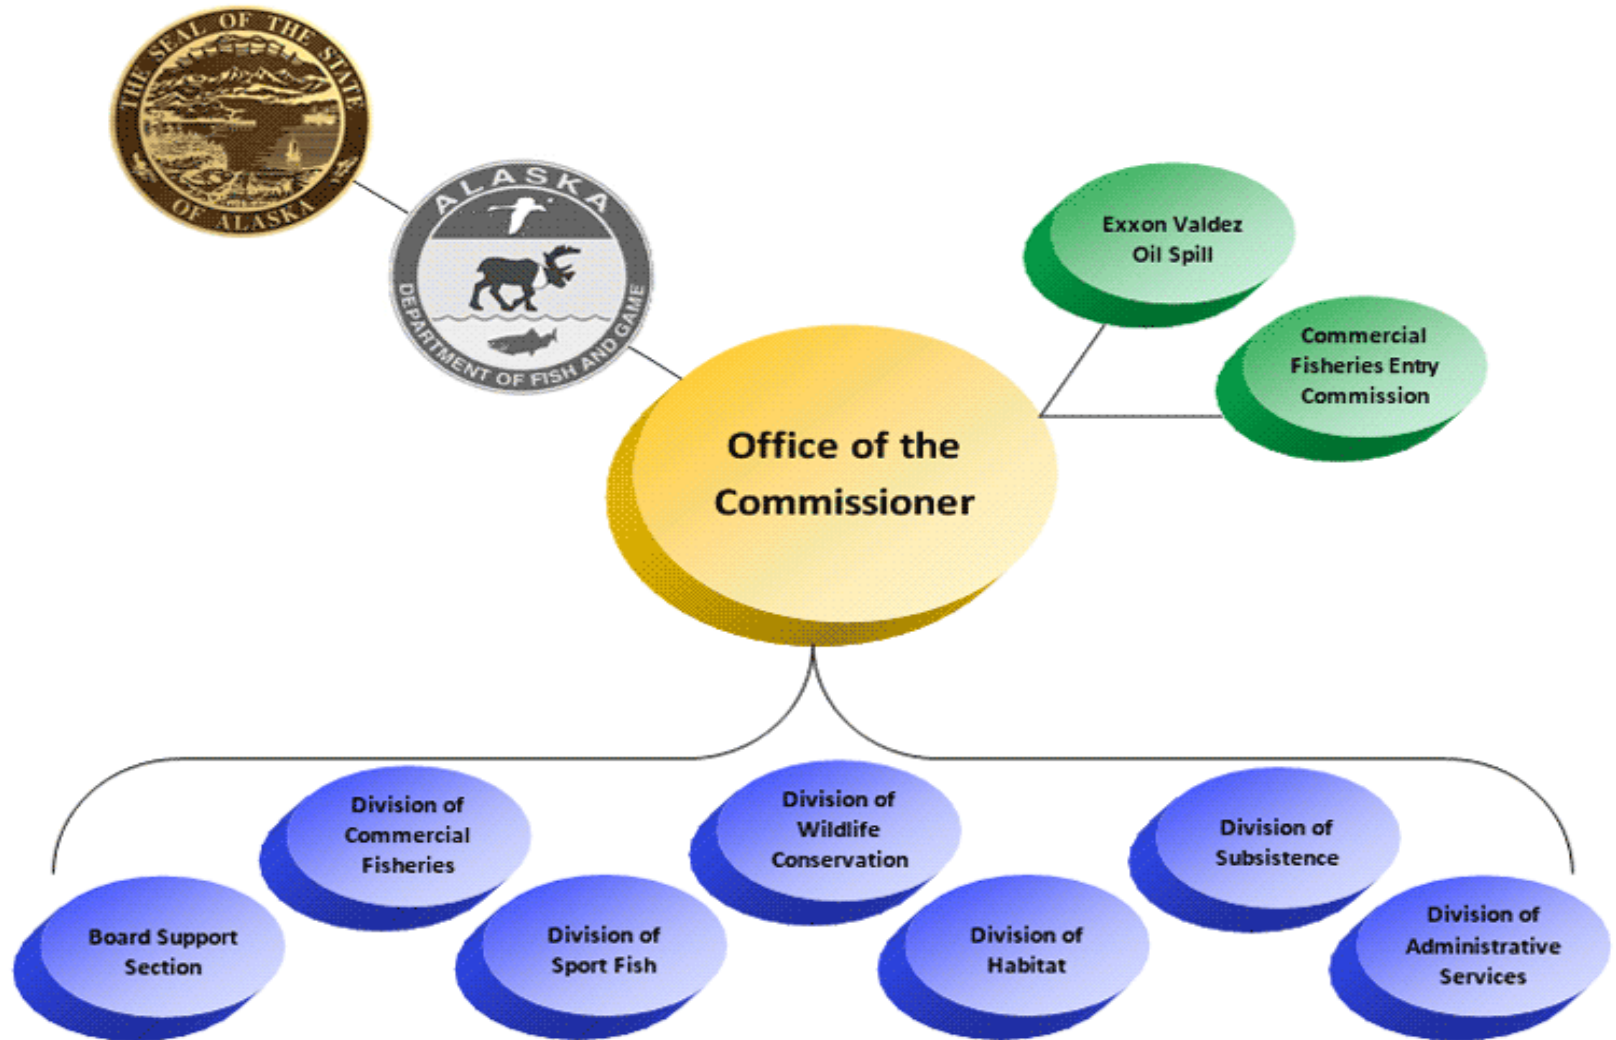 THE SEAL OF THE STATE
OF ALASKA
ALASKA
DEPARTMENT OF FISH AND GAME
Exxon Valdez
Oil Spill
Commercial
Fisheries Entry
Commission
Office of the
Commissioner
Division of
Commercial
Fisheries
Division of
Wildlife
Conservation
Division of
Subsistence
Board Support
Section
Division of
Sport Fish
Division of
Habitat
Division of
Administrative
Services